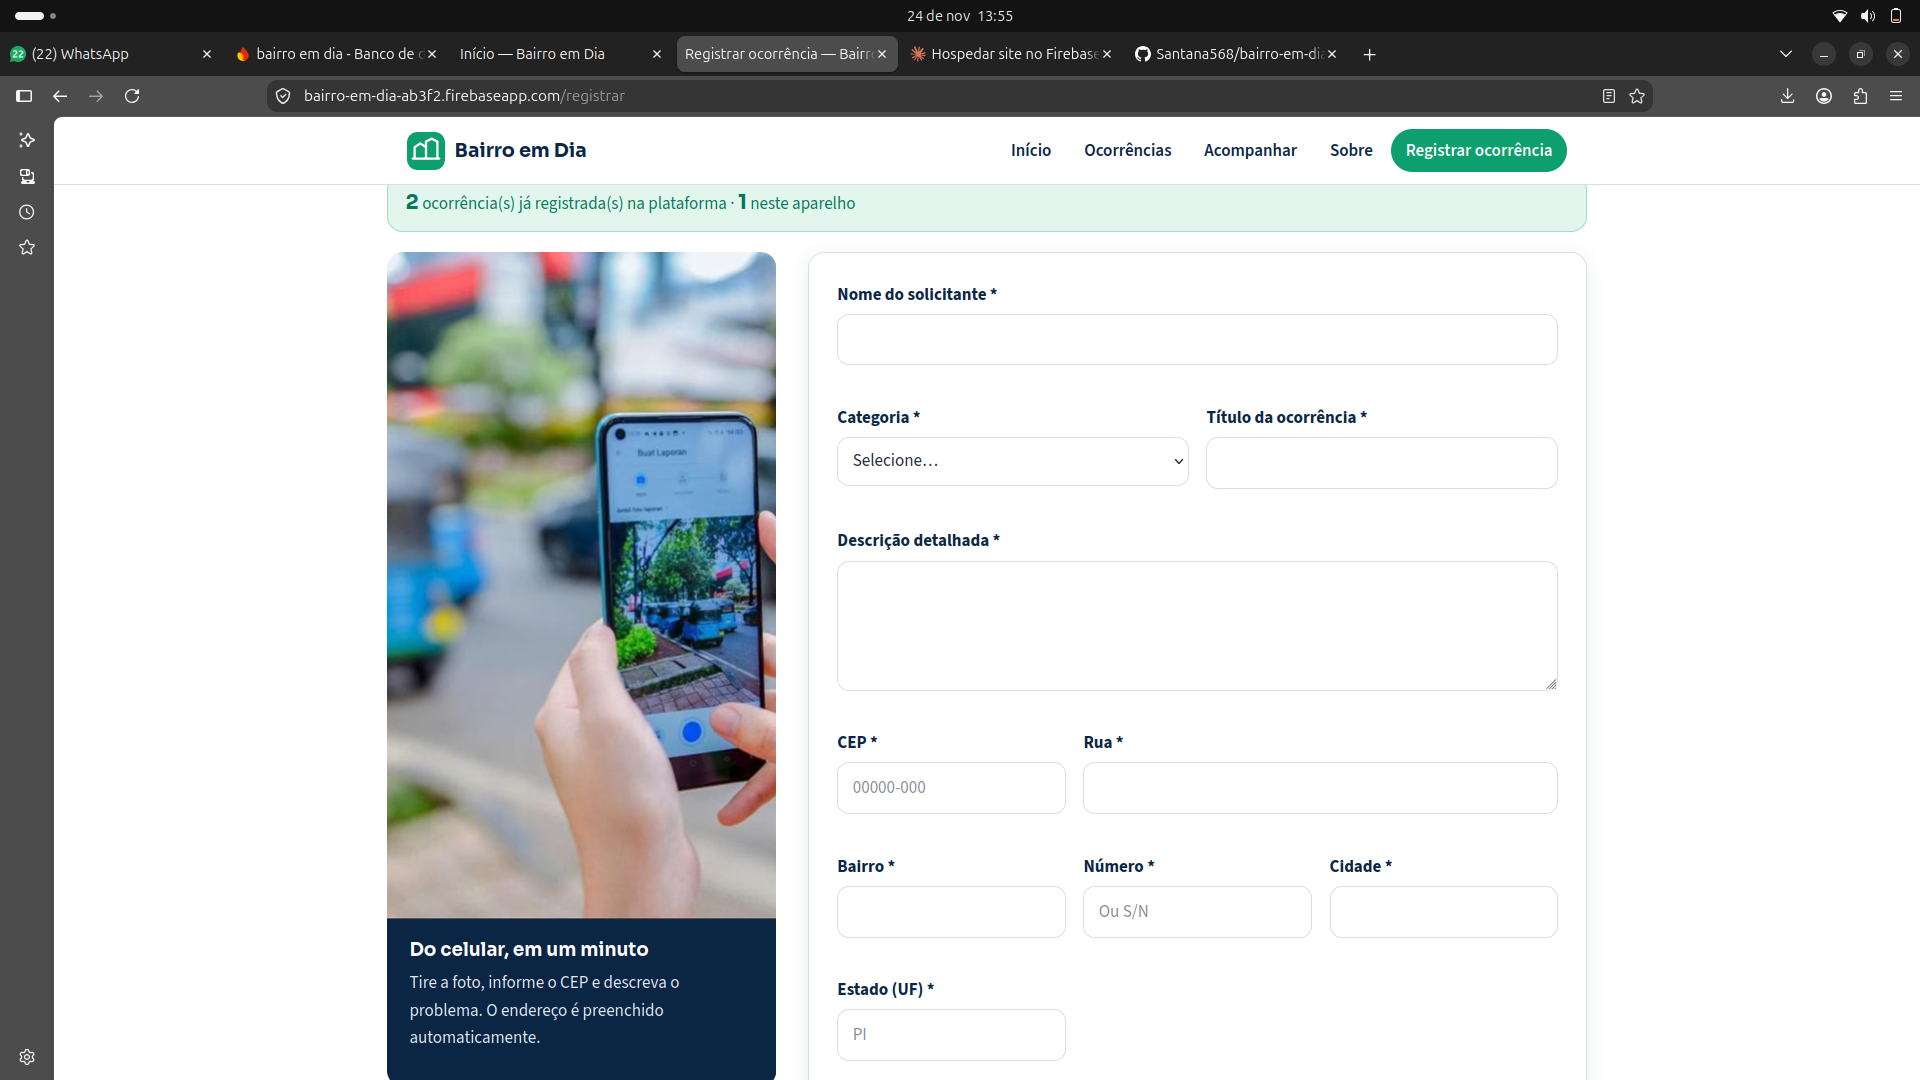 24 de nov 13:55
22 (22) WhatsApp
bairro em dia - Banco de
Início — Bairro em Dia
Registrar ocorrência — Bairr
Hospedar site no Firebase
Santana568/bairro-em-di
bairro-em-dia-ab3f2.firebaseapp.com/registrar
Bairro em Dia
Início
Ocorrências
Acompanhar
Sobre
Registrar ocorrência
2 ocorrência(s) já registrada(s) na plataforma · 1 neste aparelho
Buat Laporan
Do celular, em um minuto
Tire a foto, informe o CEP e descreva o
problema. O endereço é preenchido
automaticamente.
Nome do solicitante *
Categoria *
Título da ocorrência *
Selecione...
Descrição detalhada *
CEP *
Rua *
00000-000
Bairro *
Número *
Cidade *
Ou S/N
Estado (UF) *
PI